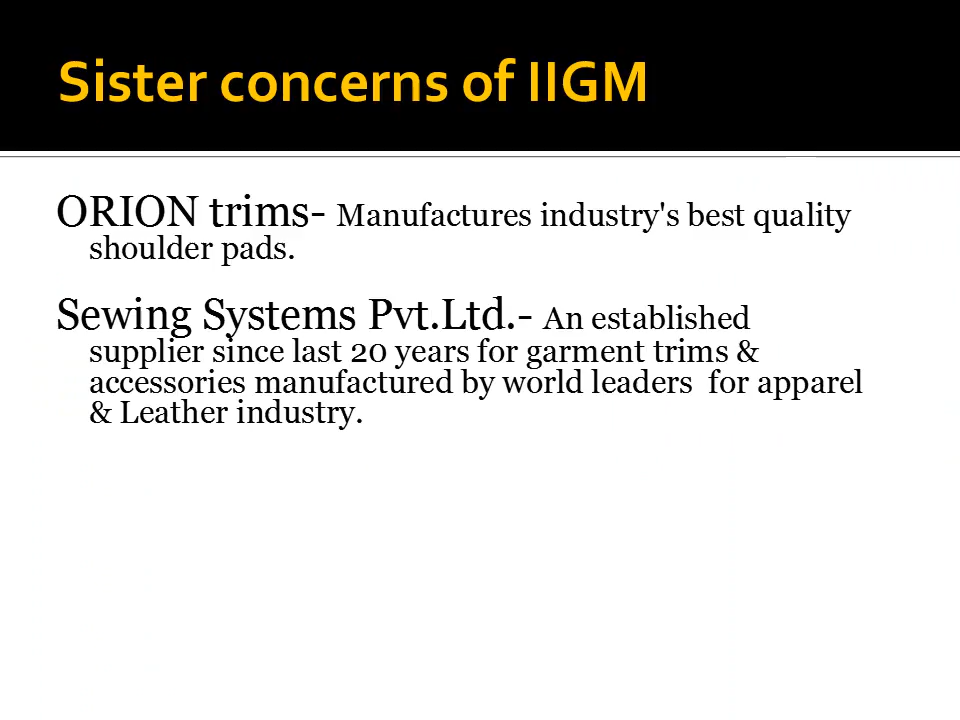 Sister concerns of IIGM
ORION trims- Manufactures industry's best quality
shoulder pads.
Sewing Systems Pvt.Ltd.- An established
supplier since last 20 years for garment trims &
accessories manufactured by world leaders  for apparel
& Leather industry.